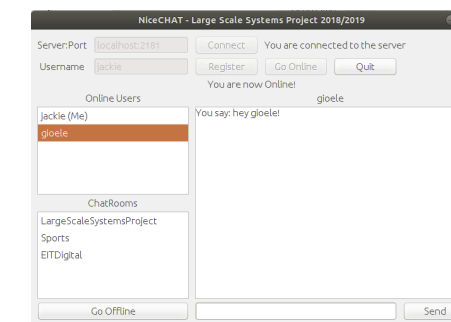 NiceCHAT - Large Scale Systems Project 2018/2019
Server:Port localhost:2181 Connect You are connected to the server
Username jackie Register Go Online Quit
You are now Online!
Online Users
gioele
jackie (Me)
gioele
You say: hey gioele!
ChatRooms
LargeScaleSystemsProject
Sports
EITDigital
Go Offline
Send